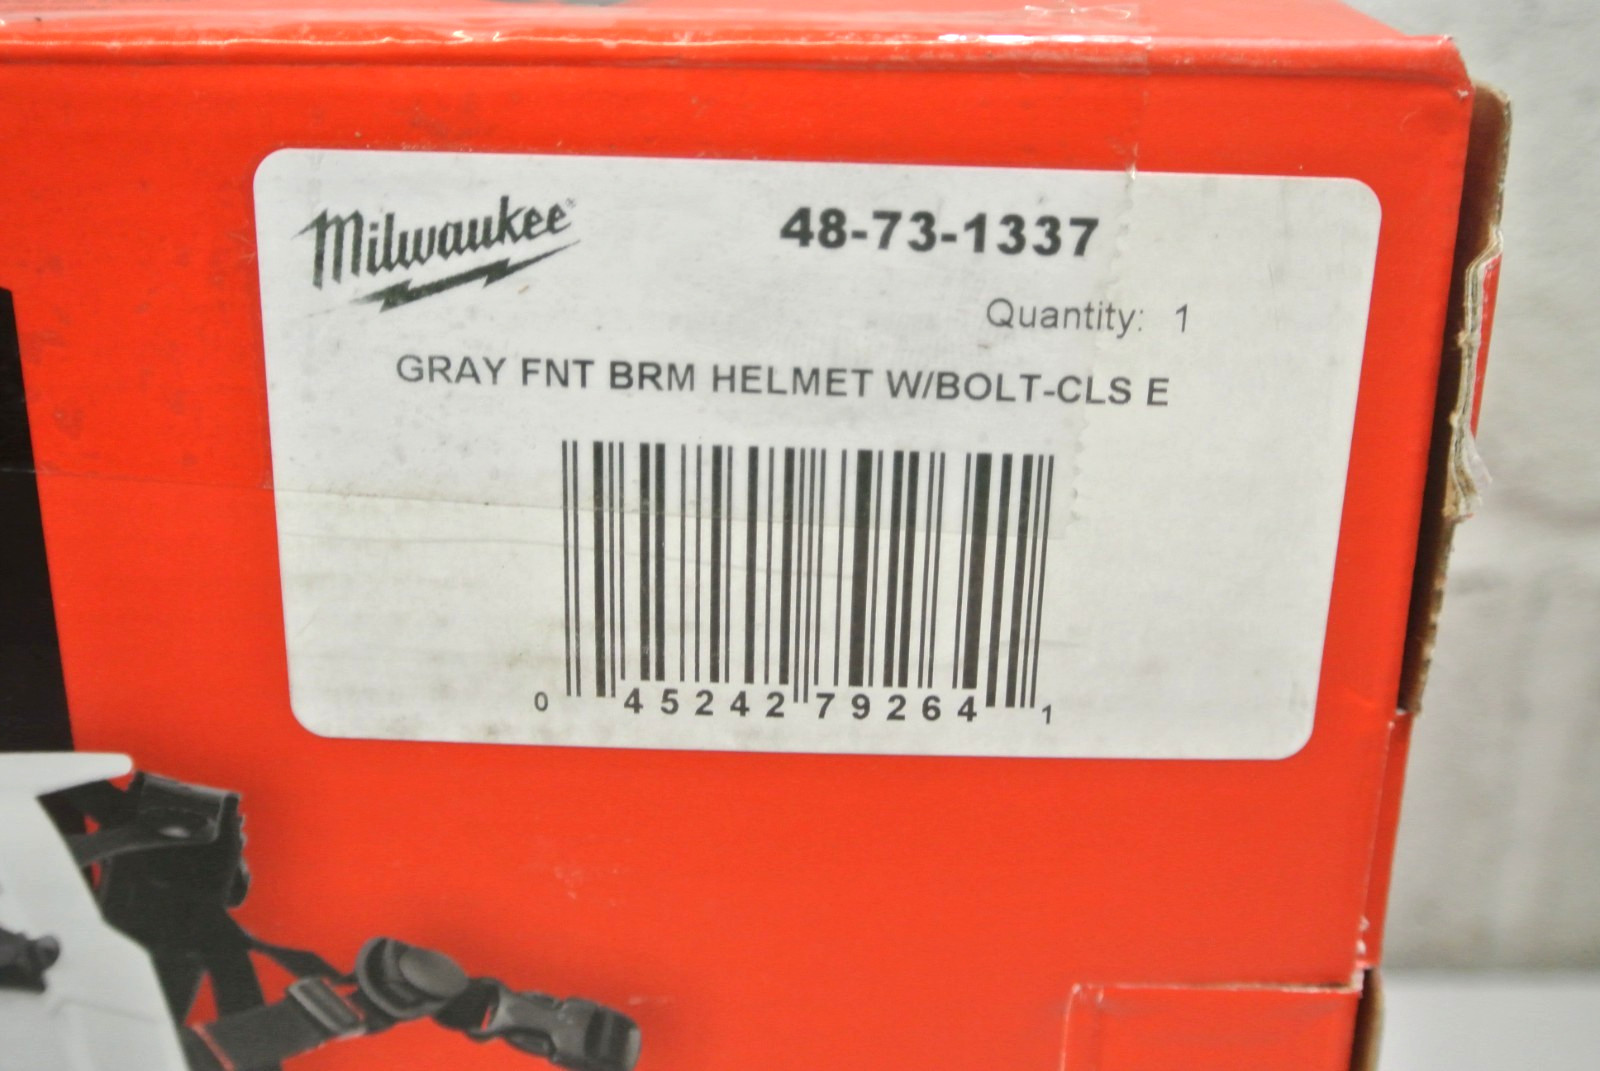 Milwaukee®
48-73-1337
Quantity: 1
GRAY FNT BRM HELMET W/BOLT-CLS E
0 45242 79264 1